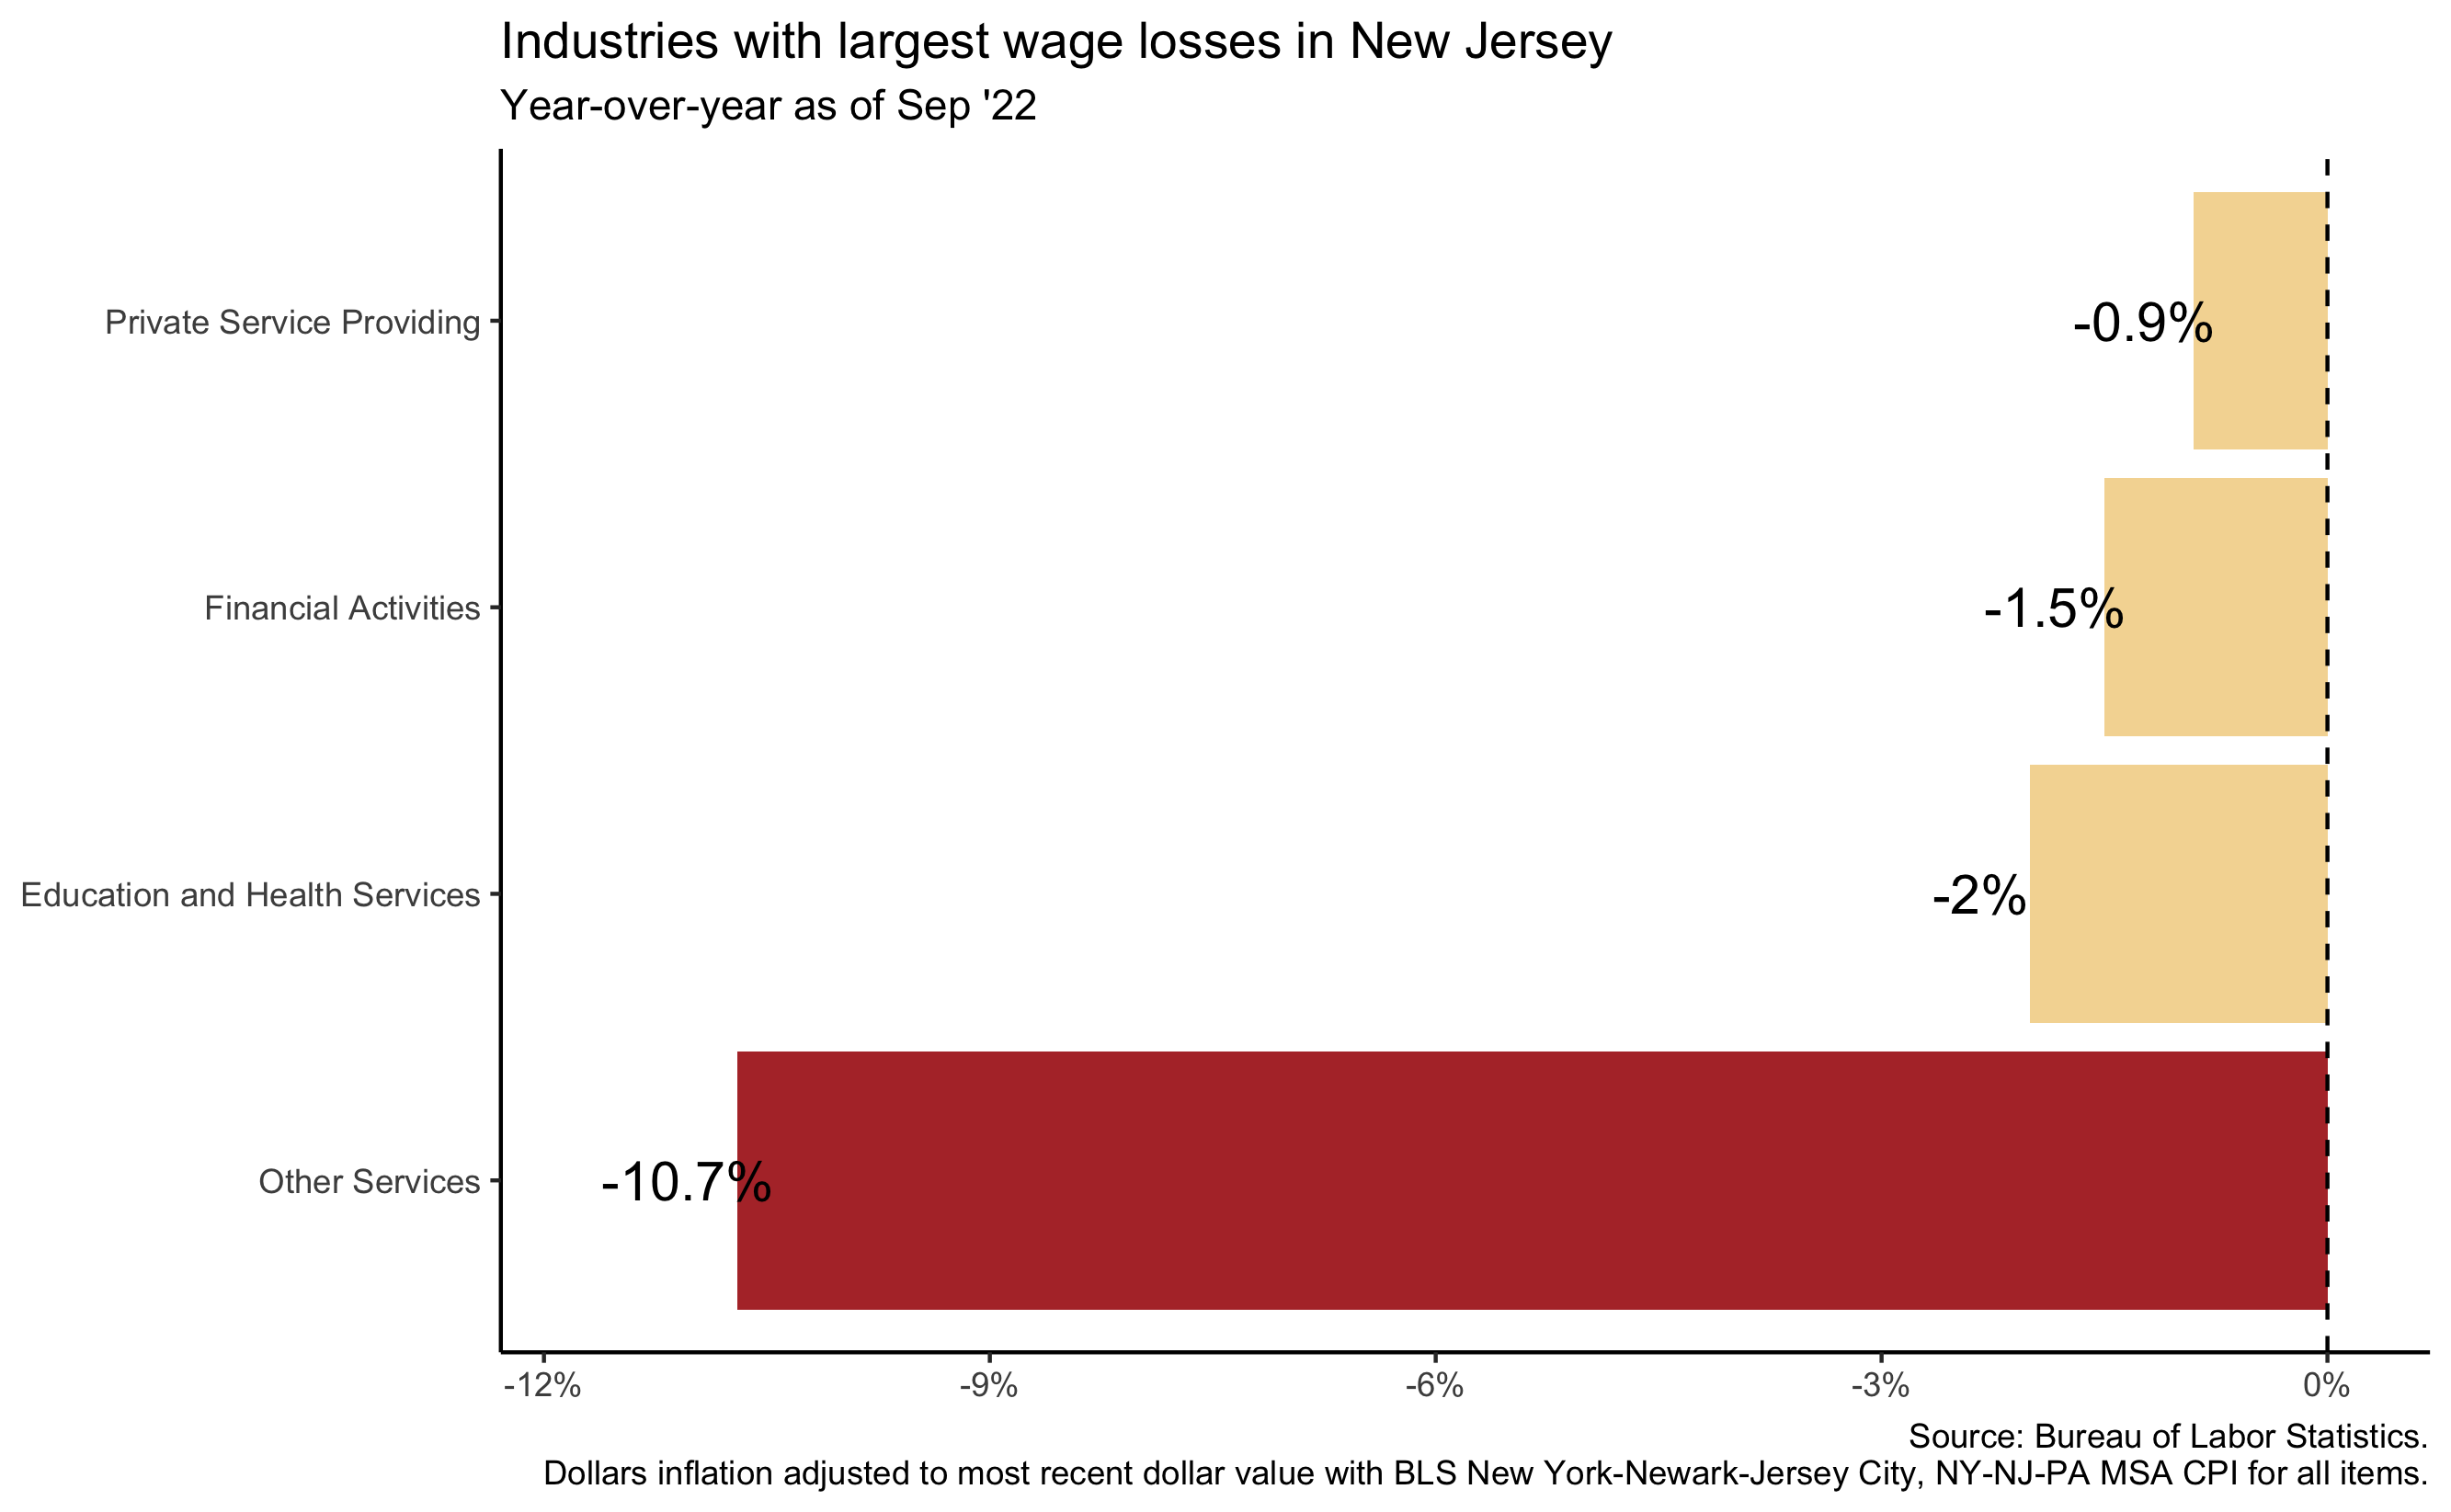 Industries with largest wage losses in New Jersey
Year-over-year as of Sep '22
Private Service Providing
-0.9%
Financial Activities
-1.5%
Education and Health Services
-2%
Other Services
-10.7%
-12%
-9%
-6%
-3%
0%
Source: Bureau of Labor Statistics.
Dollars inflation adjusted to most recent dollar value with BLS New York-Newark-Jersey City, NY-NJ-PA MSA CPI for all items.